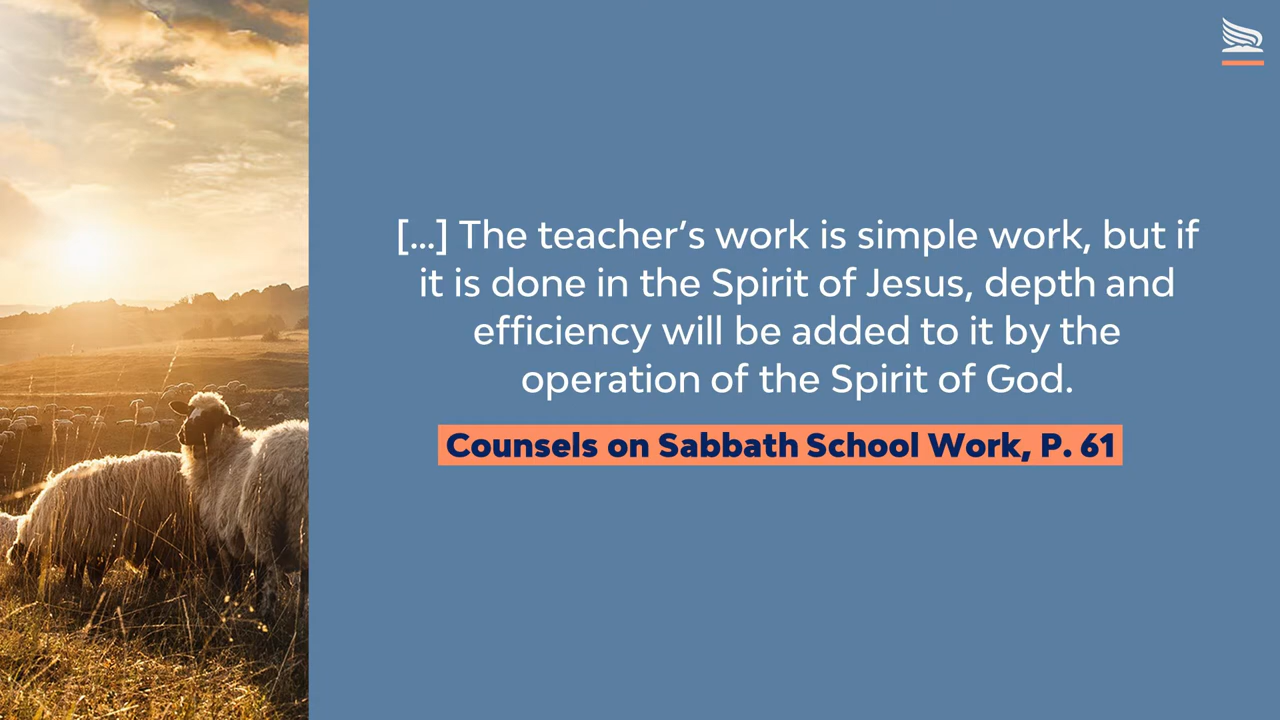 [...] The teacher’s work is simple work, but if
it is done in the Spirit of Jesus, depth and
efficiency will be added to it by the
operation of the Spirit of God.
Counsels on Sabbath School Work, P. 61